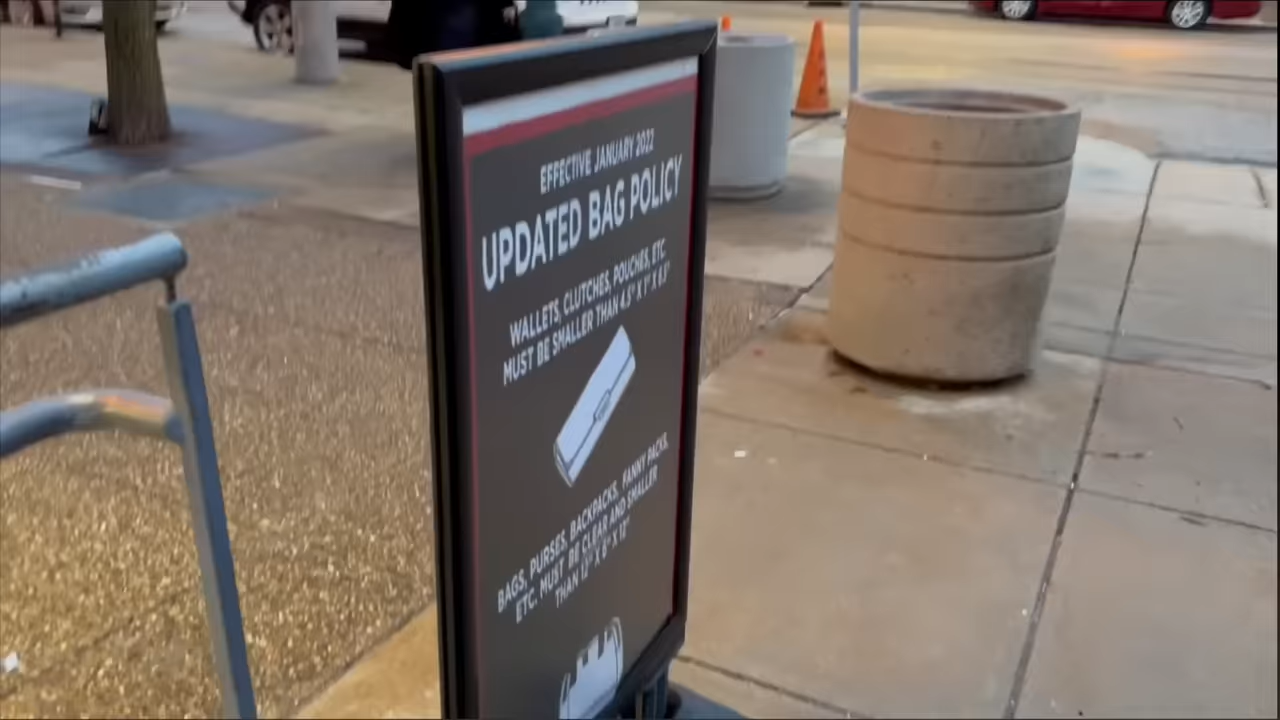 EFFECTIVE JANUARY 2022
UPDATED BAG POLICY
WALLETS, CLUTCHES, POUCHES, ETC.
MUST BE SMALLER THAN 4.5" X 1" X 6.5"
BAGS, PURSES, BACKPACKS, FANNY PACKS,
ETC. MUST BE CLEAR AND SMALLER
THAN 12" X 6" X 12"